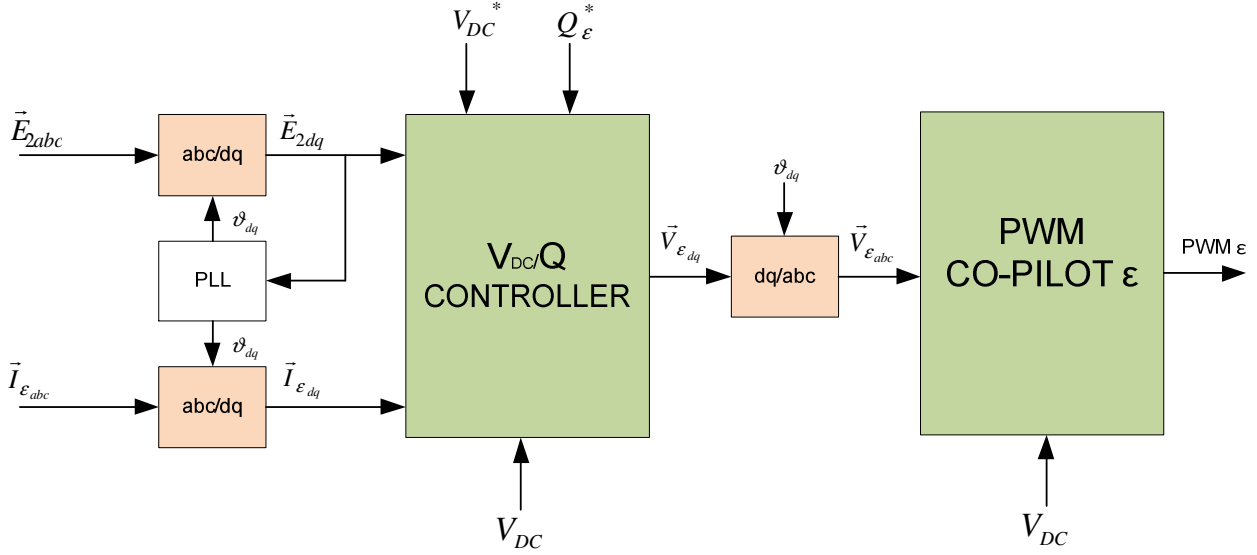 V_DC^*
Q_ε^*
E⃗_2abc
abc/dq
E⃗_2dq
ϑ_dq
PLL
ϑ_dq
I⃗_ε_abc
abc/dq
I⃗_ε_dq
VDC/Q
CONTROLLER
V_DC
V⃗_ε_dq
ϑ_dq
dq/abc
V⃗_ε_abc
PWM
CO-PILOT ε
PWM ε
V_DC